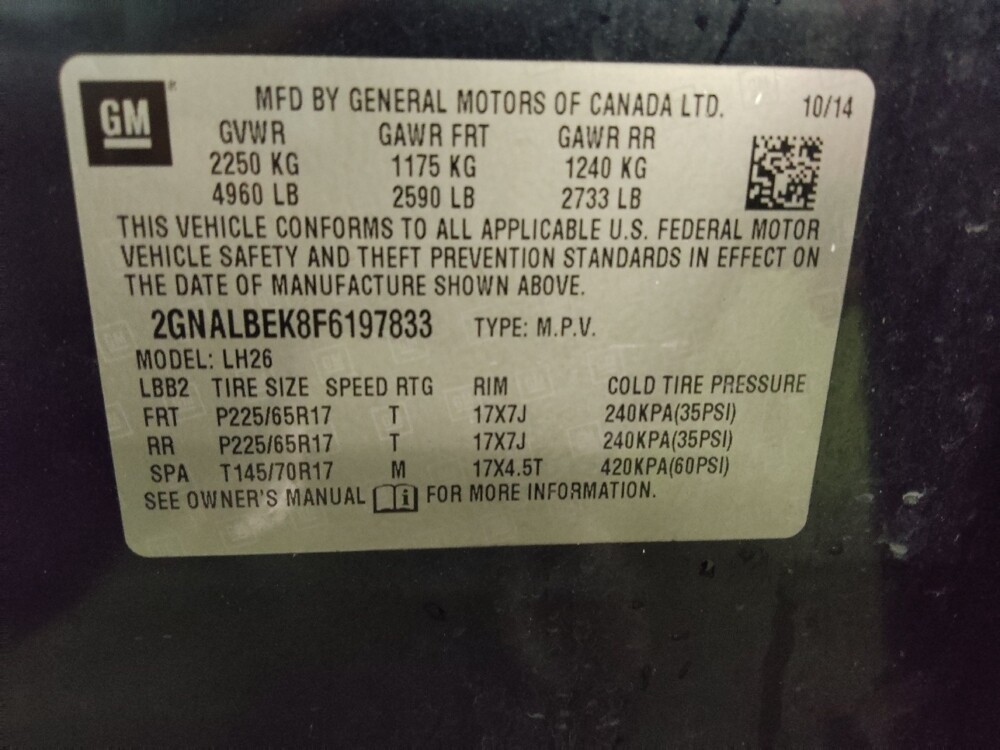 GM ®
MFD BY GENERAL MOTORS OF CANADA LTD. 10/14
GVWR GAWR FRT GAWR RR
2250 KG 1175 KG 1240 KG
4960 LB 2590 LB 2733 LB
THIS VEHICLE CONFORMS TO ALL APPLICABLE U.S. FEDERAL MOTOR
VEHICLE SAFETY AND THEFT PREVENTION STANDARDS IN EFFECT ON
THE DATE OF MANUFACTURE SHOWN ABOVE.
2GNALBEK8F6197833 TYPE: M.P.V.
MODEL: LH26
LBB2 TIRE SIZE SPEED RTG RIM COLD TIRE PRESSURE
FRT P225/65R17 T 17X7J 240KPA(35PSI)
RR P225/65R17 T 17X7J 240KPA(35PSI)
SPA T145/70R17 M 17X4.5T 420KPA(60PSI)
SEE OWNER'S MANUAL i FOR MORE INFORMATION.